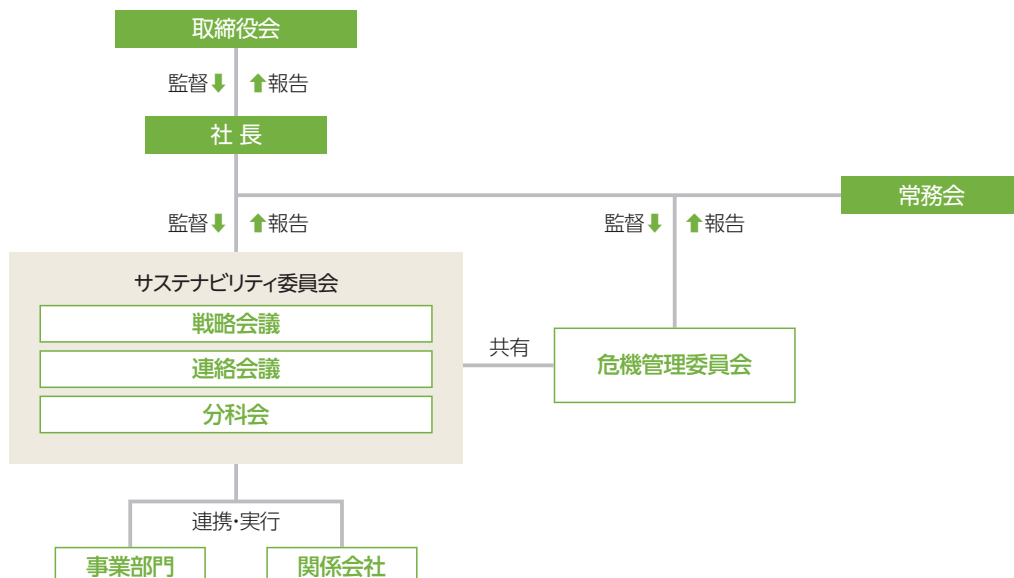 取締役会
監督 報告
社長
常務会
監督 報告
監督 報告
サステナビリティ委員会
戦略会議
連絡会議
分科会
共有
危機管理委員会
連携・実行
事業部門
関係会社